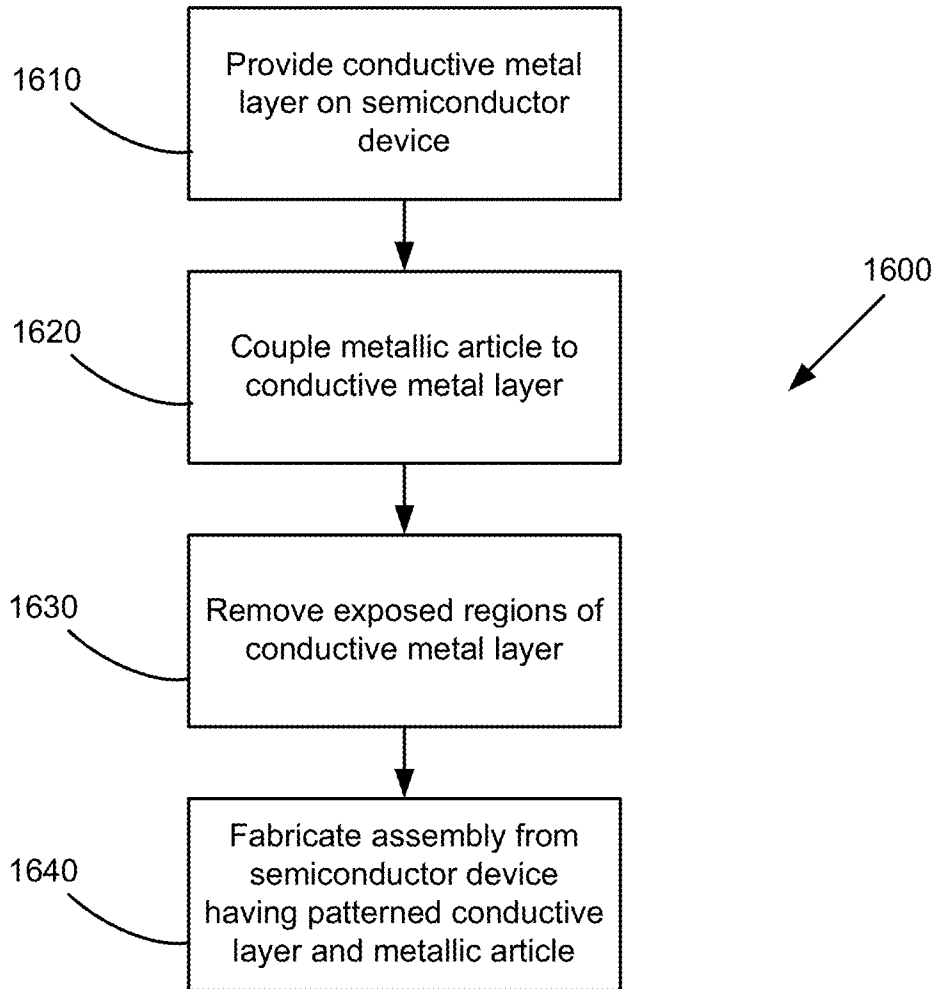 1610
Provide conductive metal
layer on semiconductor
device
1600
1620
Couple metallic article to
conductive metal layer
1630
Remove exposed regions of
conductive metal layer
1640
Fabricate assembly from
semiconductor device
having patterned conductive
layer and metallic article